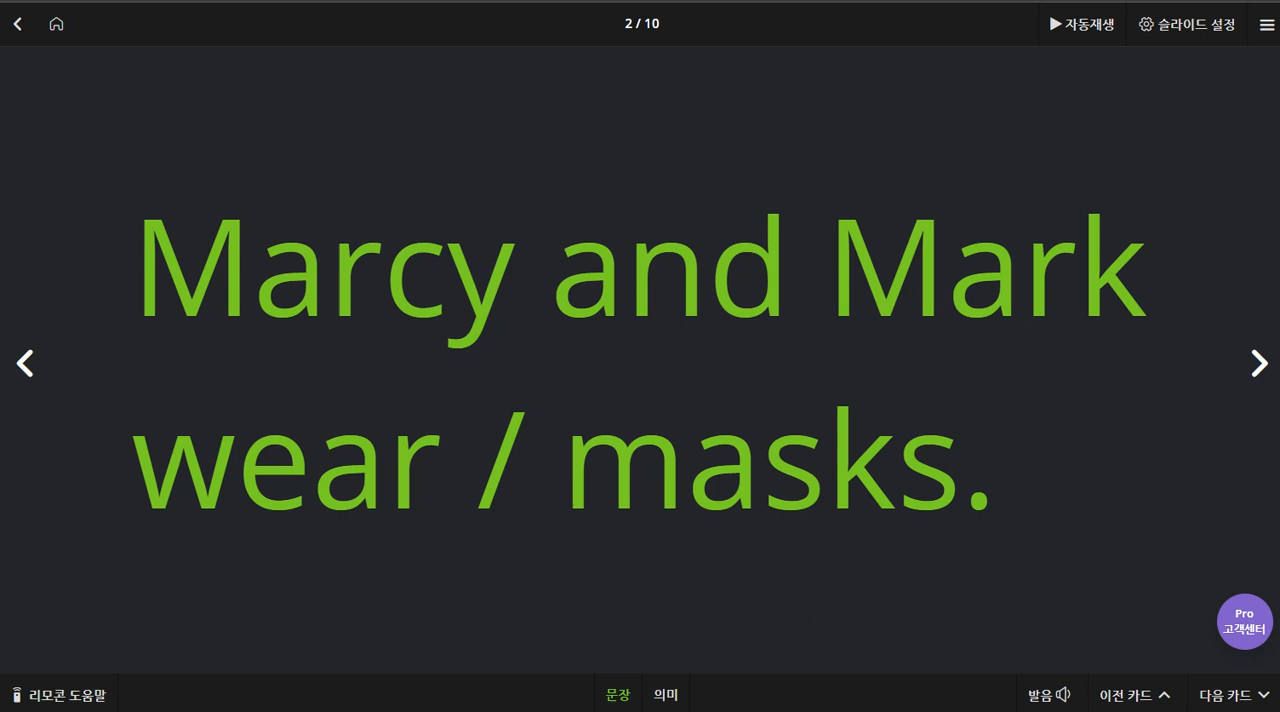 2 / 10
자동재생
슬라이드 설정
Marcy and Mark
wear / masks.
Pro
고객센터
리모콘 도움말
문장
의미
발음
이전 카드
다음 카드